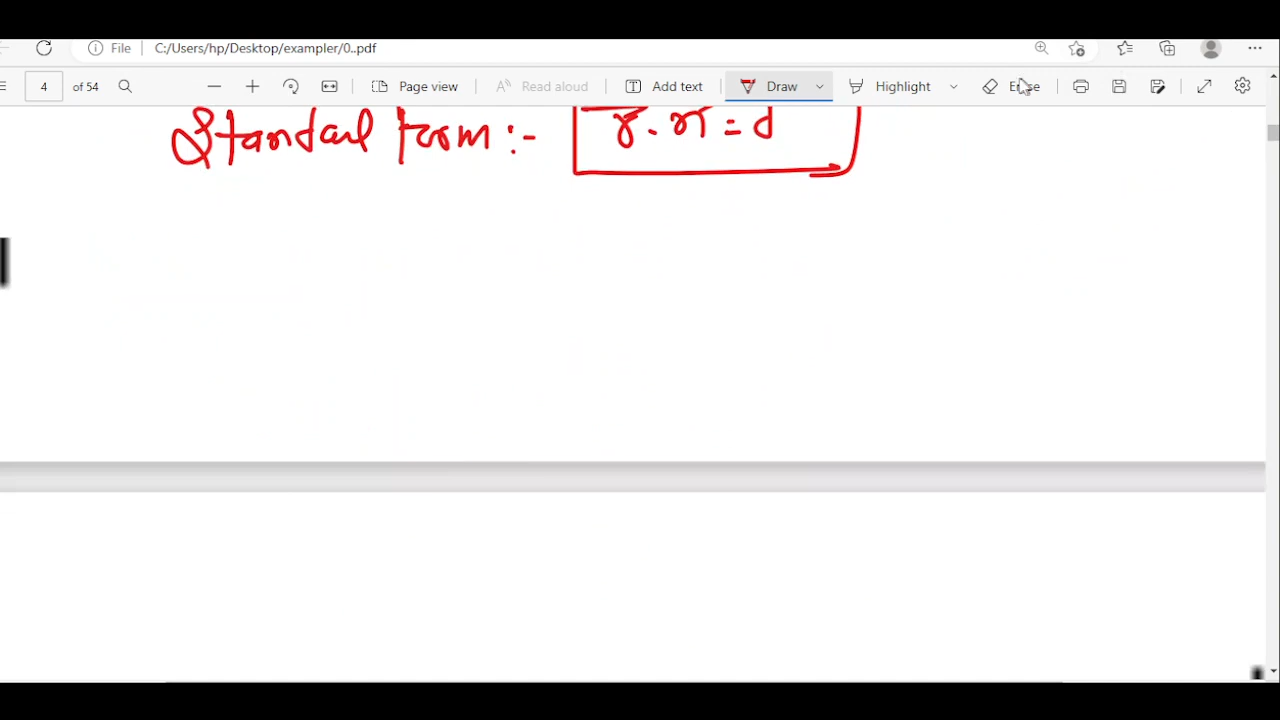 File C:/Users/hp/Desktop/exampler/0..pdf
4 of 54 Page view Read aloud Add text Draw Highlight Erase
Standard form :- r . n = d